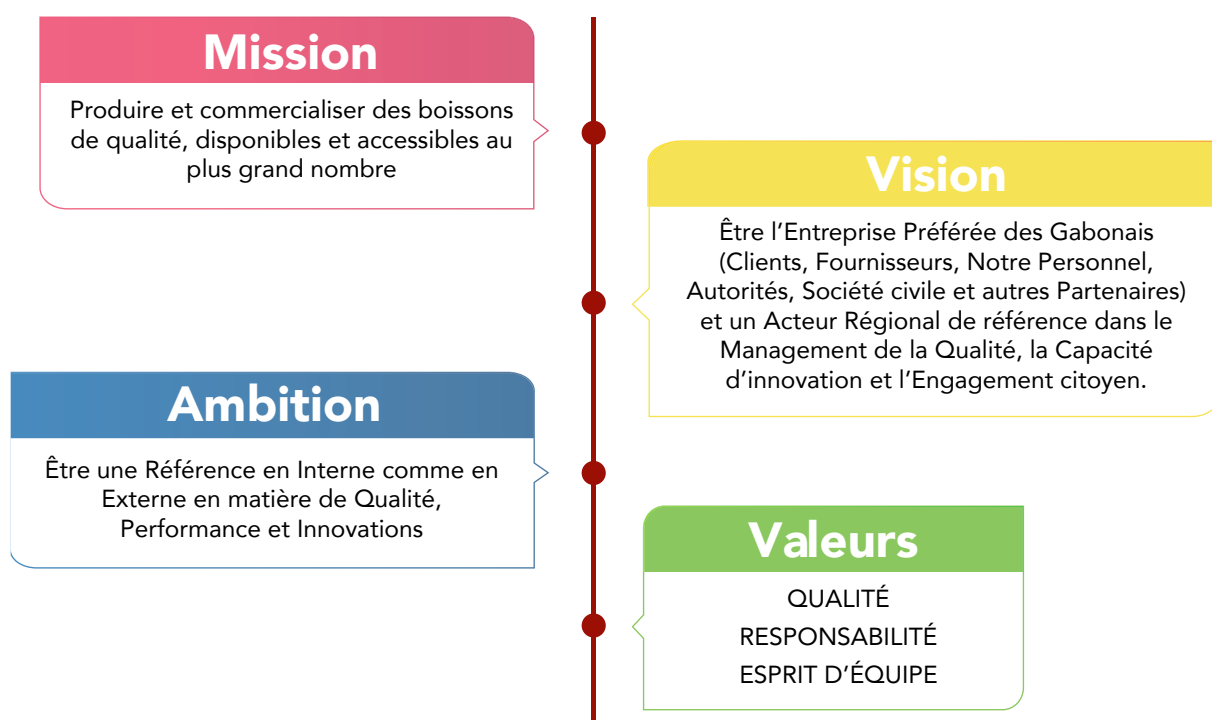 Mission
Produire et commercialiser des boissons
de qualité, disponibles et accessibles au
plus grand nombre
Vision
Être l’Entreprise Préférée des Gabonais
(Clients, Fournisseurs, Notre Personnel,
Autorités, Société civile et autres Partenaires)
et un Acteur Régional de référence dans le
Management de la Qualité, la Capacité
d’innovation et l’Engagement citoyen.
Ambition
Être une Référence en Interne comme en
Externe en matière de Qualité,
Performance et Innovations
Valeurs
QUALITÉ
RESPONSABILITÉ
ESPRIT D’ÉQUIPE